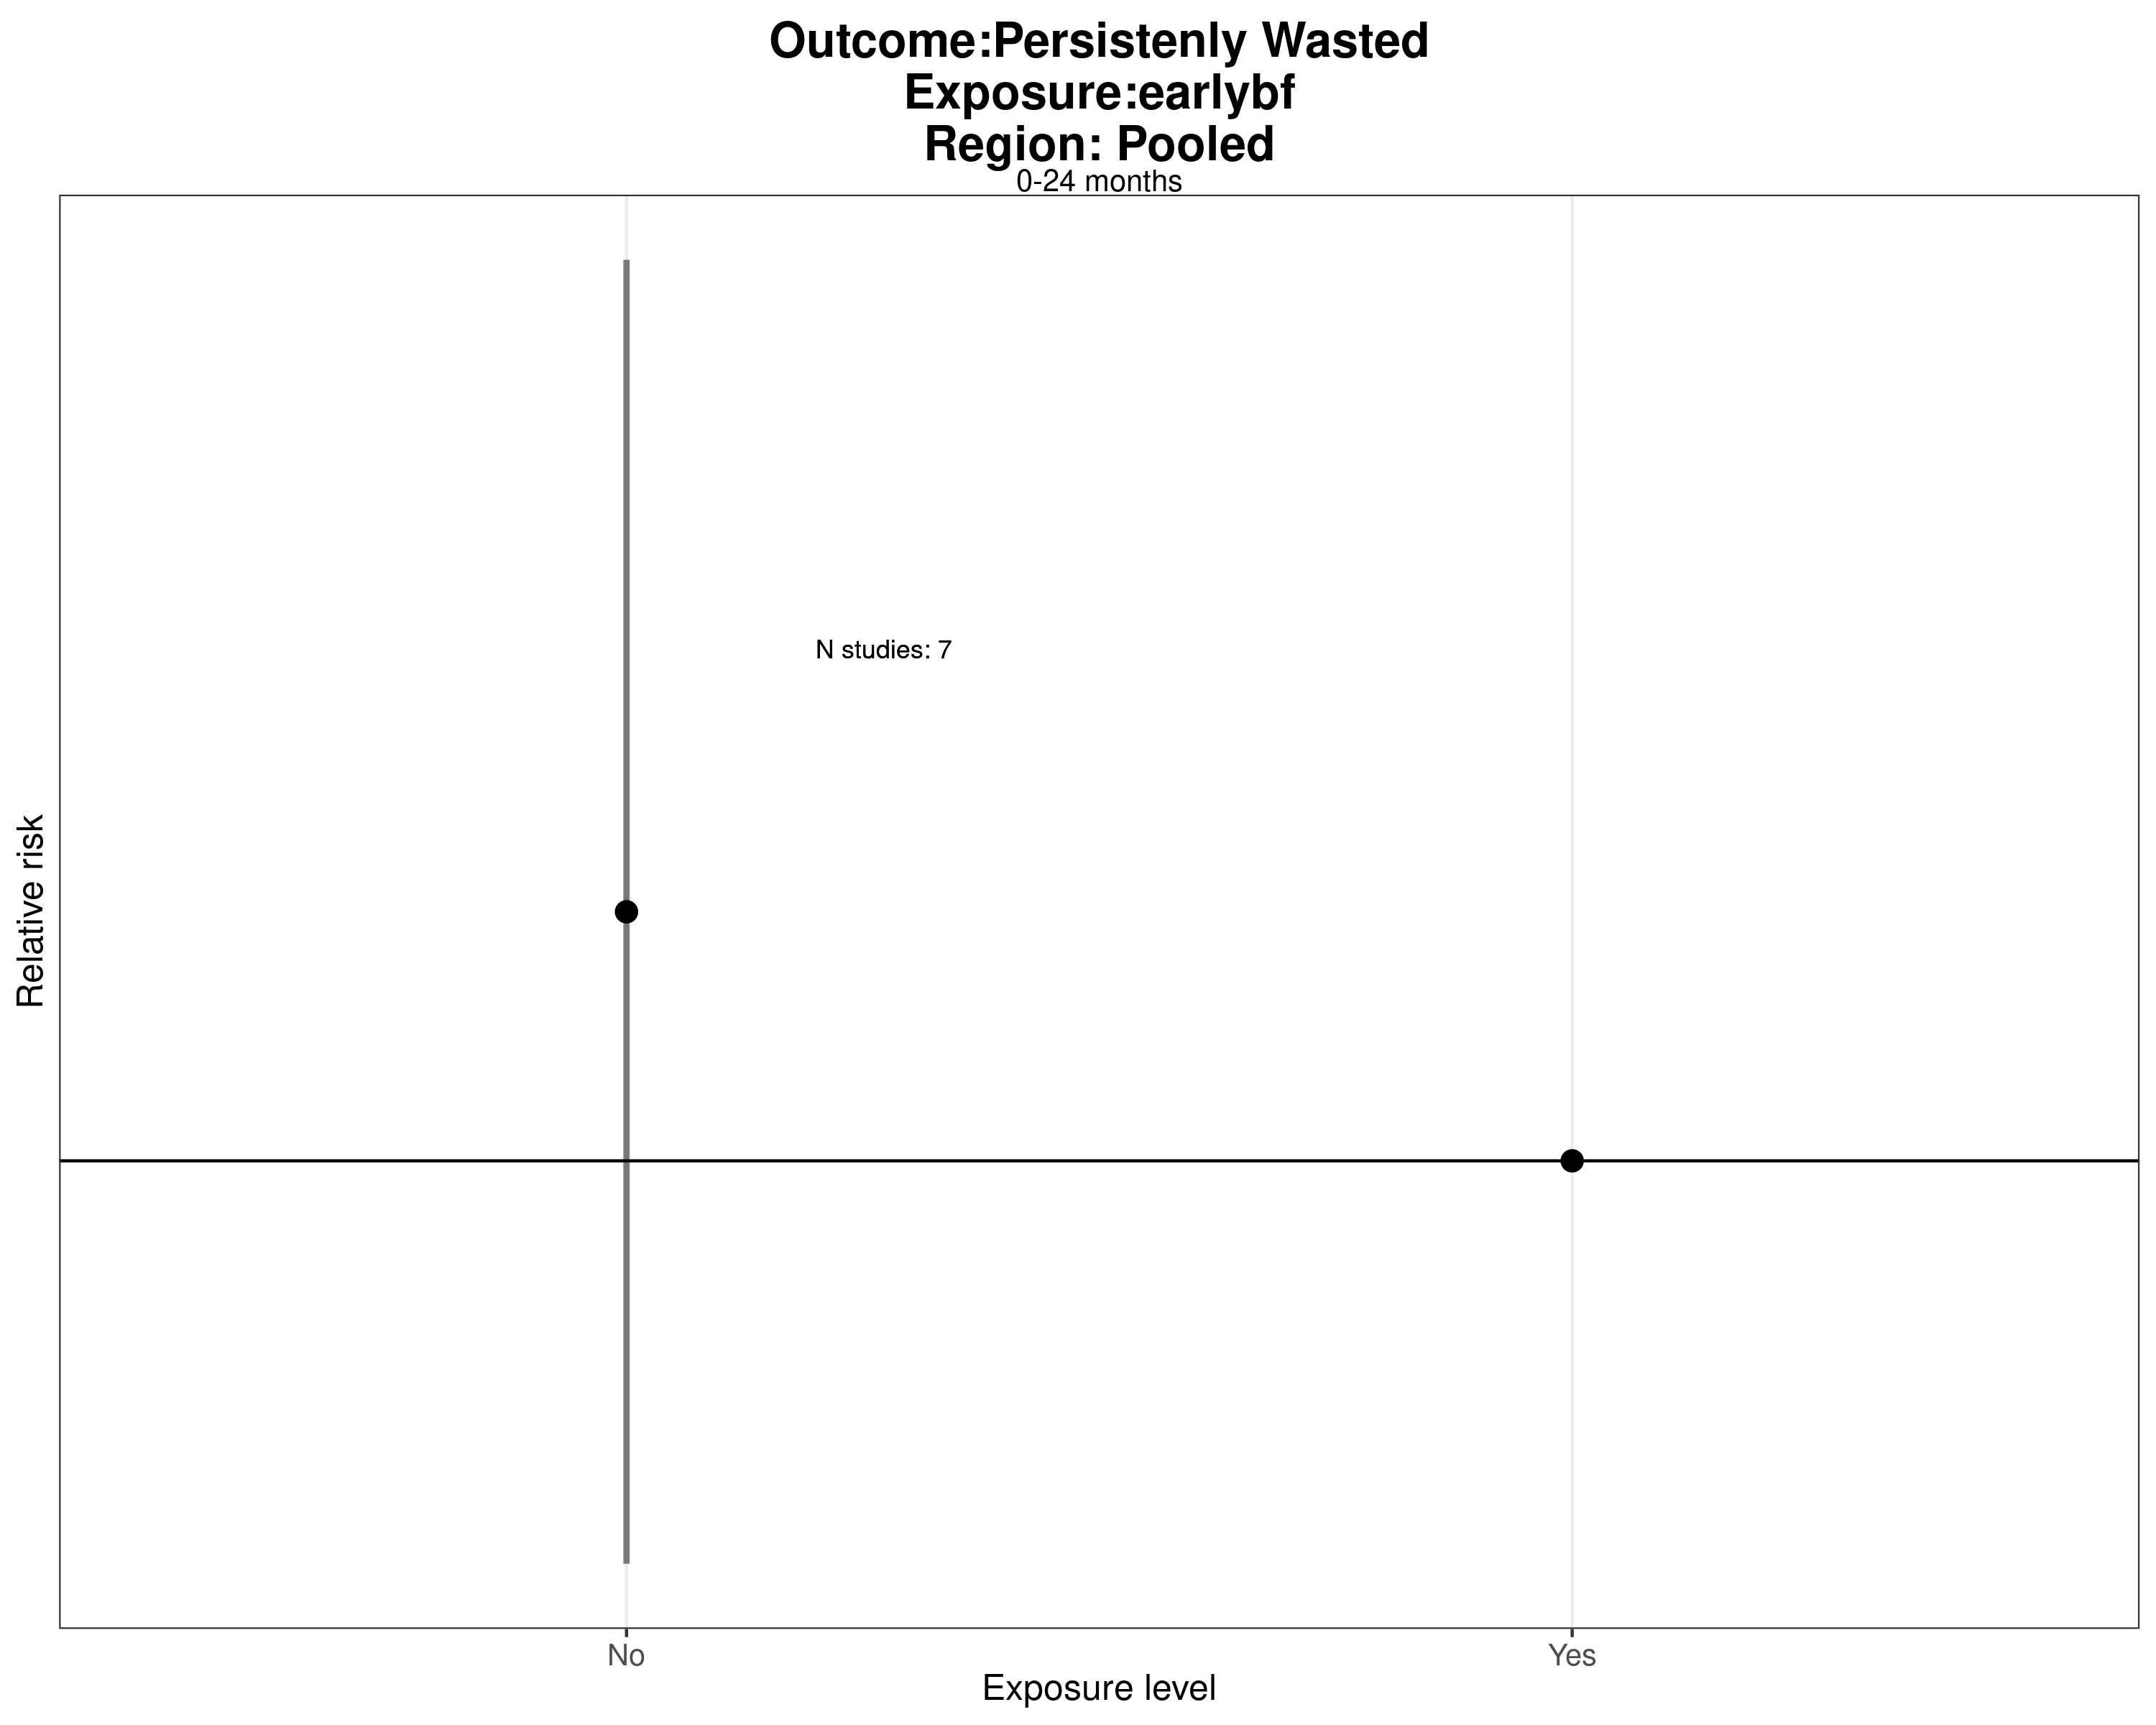 Outcome:Persistenly Wasted
Exposure:earlybf
Region: Pooled
0-24 months
N studies: 7
Relative risk
No
Yes
Exposure level